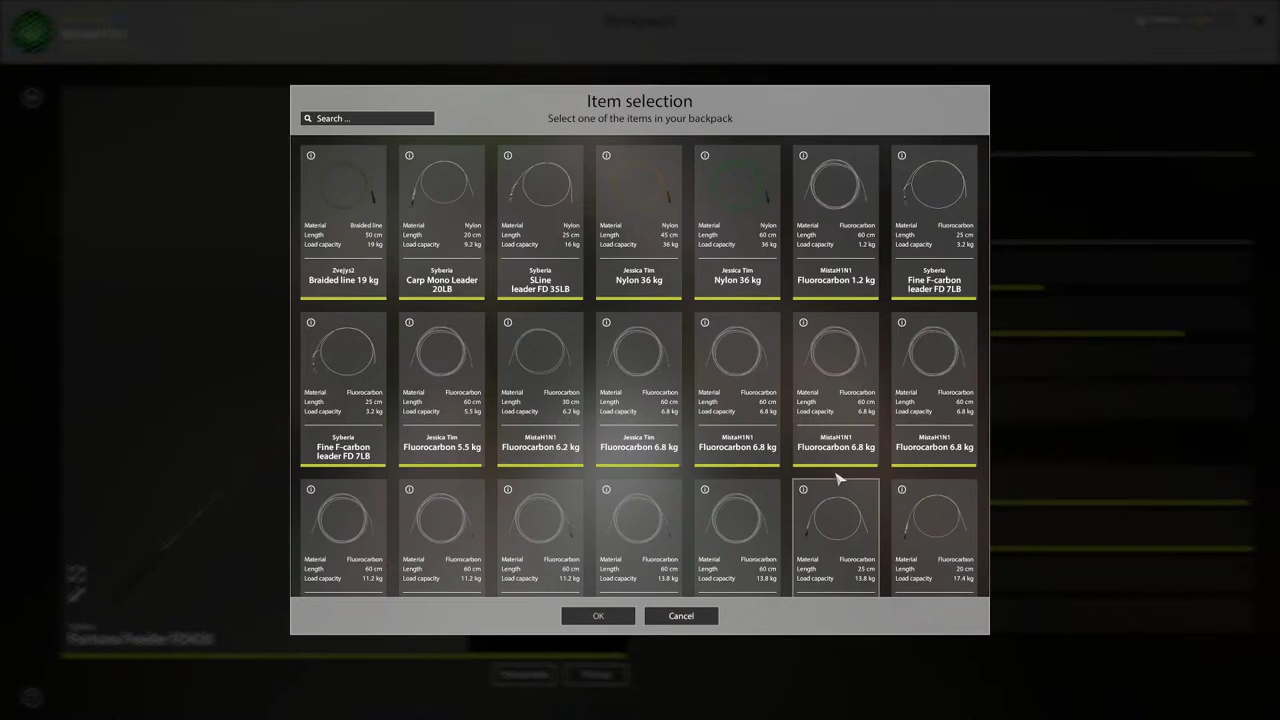 Backpack
Item selection
Search ...
Select one of the items in your backpack
Material Braided line
Length 50 cm
Load capacity 19 kg
Zvejys2
Braided line 19 kg
Material Nylon
Length 20 cm
Load capacity 9.2 kg
Syberia
Carp Mono Leader
20LB
Material Nylon
Length 25 cm
Load capacity 16 kg
Syberia
SLine
leader FD 35LB
Material Nylon
Length 45 cm
Load capacity 36 kg
Jessica Tim
Nylon 36 kg
Material Nylon
Length 60 cm
Load capacity 36 kg
Jessica Tim
Nylon 36 kg
Material Fluorocarbon
Length 60 cm
Load capacity 1.2 kg
MistaH1N1
Fluorocarbon 1.2 kg
Material Fluorocarbon
Length 25 cm
Load capacity 3.2 kg
Syberia
Fine F-carbon
leader FD 7LB
Material Fluorocarbon
Length 25 cm
Load capacity 3.2 kg
Syberia
Fine F-carbon
leader FD 7LB
Material Fluorocarbon
Length 60 cm
Load capacity 5.5 kg
Jessica Tim
Fluorocarbon 5.5 kg
Material Fluorocarbon
Length 30 cm
Load capacity 6.2 kg
MistaH1N1
Fluorocarbon 6.2 kg
Material Fluorocarbon
Length 60 cm
Load capacity 6.8 kg
Jessica Tim
Fluorocarbon 6.8 kg
Material Fluorocarbon
Length 60 cm
Load capacity 6.8 kg
MistaH1N1
Fluorocarbon 6.8 kg
Material Fluorocarbon
Length 60 cm
Load capacity 6.8 kg
MistaH1N1
Fluorocarbon 6.8 kg
Material Fluorocarbon
Length 60 cm
Load capacity 6.8 kg
MistaH1N1
Fluorocarbon 6.8 kg
Material Fluorocarbon
Length 60 cm
Load capacity 11.2 kg
Material Fluorocarbon
Length 60 cm
Load capacity 11.2 kg
Material Fluorocarbon
Length 60 cm
Load capacity 11.2 kg
Material Fluorocarbon
Length 60 cm
Load capacity 13.8 kg
Material Fluorocarbon
Length 60 cm
Load capacity 13.8 kg
Material Fluorocarbon
Length 25 cm
Load capacity 13.8 kg
Material Fluorocarbon
Length 20 cm
Load capacity 17.4 kg
OK
Cancel